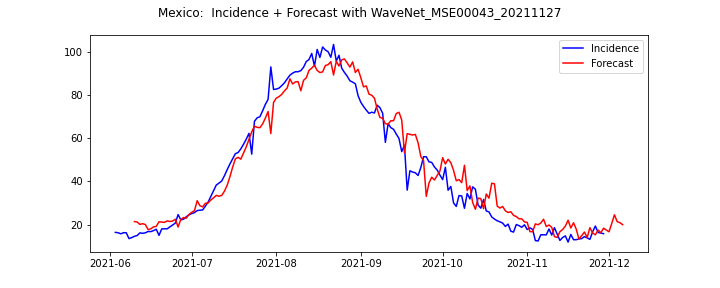 Mexico:  Incidence + Forecast with WaveNet_MSE00043_20211127
Incidence
Forecast
100
80
60
40
20
2021-06 2021-07 2021-08 2021-09 2021-10 2021-11 2021-12